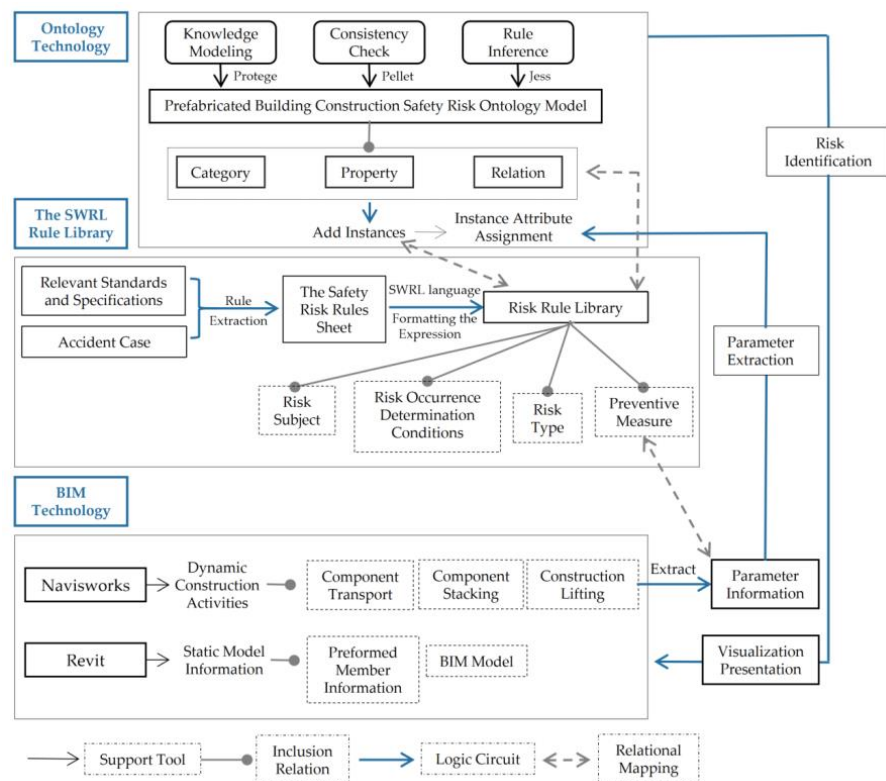 Ontology
Technology
Knowledge
Modeling
Consistency
Check
Rule
Inference
Protege
Pellet
Jess
Prefabricated Building Construction Safety Risk Ontology Model
Risk
Identification
Category
Property
Relation
The SWRL
Rule Library
Add Instances
Instance Attribute
Assignment
Relevant Standards
and Specifications
Accident Case
Rule
Extraction
The Safety
Risk Rules
Sheet
SWRL language
Formatting the
Expression
Risk Rule Library
Parameter
Extraction
Risk
Subject
Risk Occurrence
Determination
Conditions
Risk
Type
Preventive
Measure
BIM
Technology
Navisworks
Dynamic
Construction
Activities
Component
Transport
Component
Stacking
Construction
Lifting
Extract
Parameter
Information
Revit
Static Model
Information
Preformed
Member
Information
BIM Model
Visualization
Presentation
Support Tool
Inclusion
Relation
Logic Circuit
Relational
Mapping